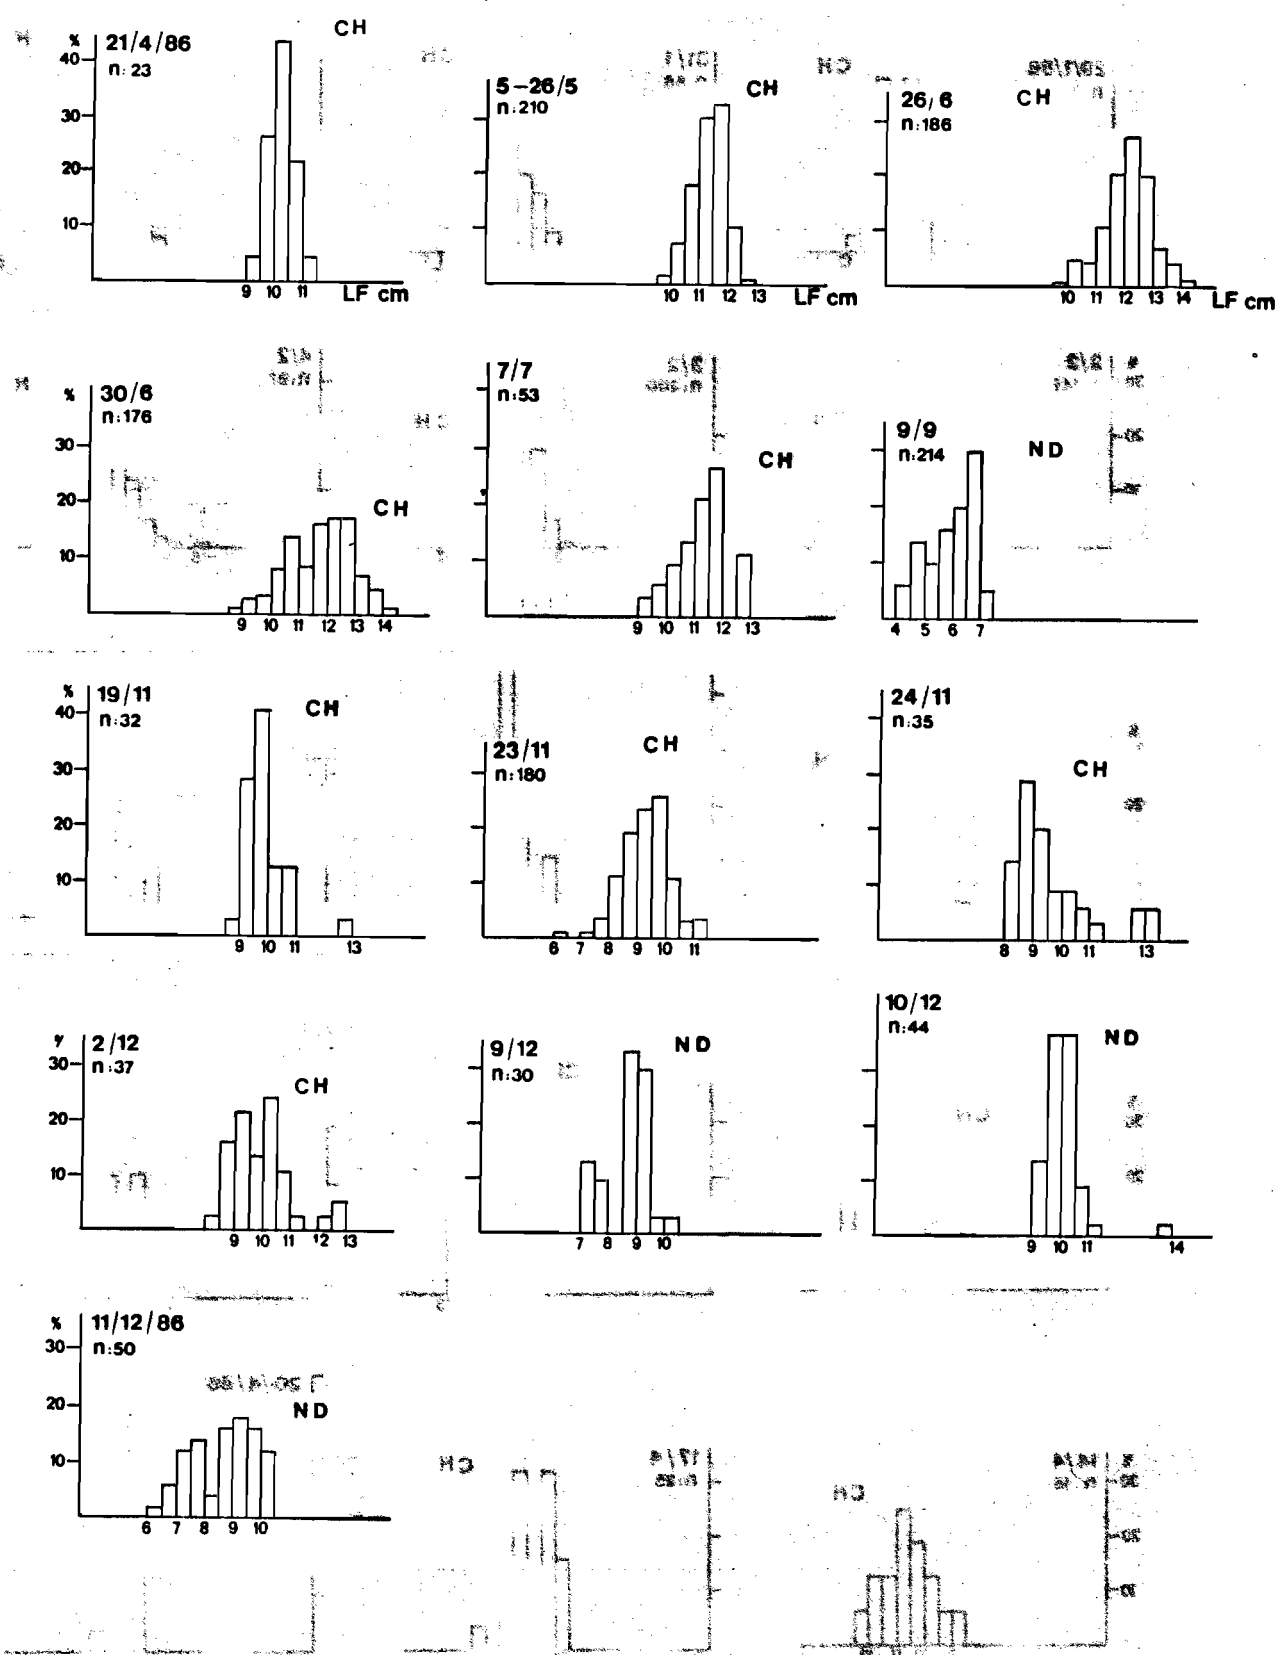 % 21/4/86 CH
n: 23
40
30
20
10
9 10 11 LF cm
5-26/5 CH
n:210
10 11 12 13 LF cm
26/6 CH
n:186
10 11 12 13 14 LF cm
% 30/6
n:176
30
20 CH
10
9 10 11 12 13 14
7/7
n:53
CH
9 10 11 12 13
9/9 ND
n:214
4 5 6 7
% 19/11 CH
n:32
40
30
20
10
9 10 11 13
23/11 CH
n:180
6 7 8 9 10 11
24/11
n:35
CH
8 9 10 11 13
2/12
n:37
30
CH
20
10
9 10 11 12 13
9/12 ND
n:30
7 8 9 10
10/12
n:44
ND
9 10 11 14
% 11/12/86
n:50
30
20 ND
10
6 7 8 9 10